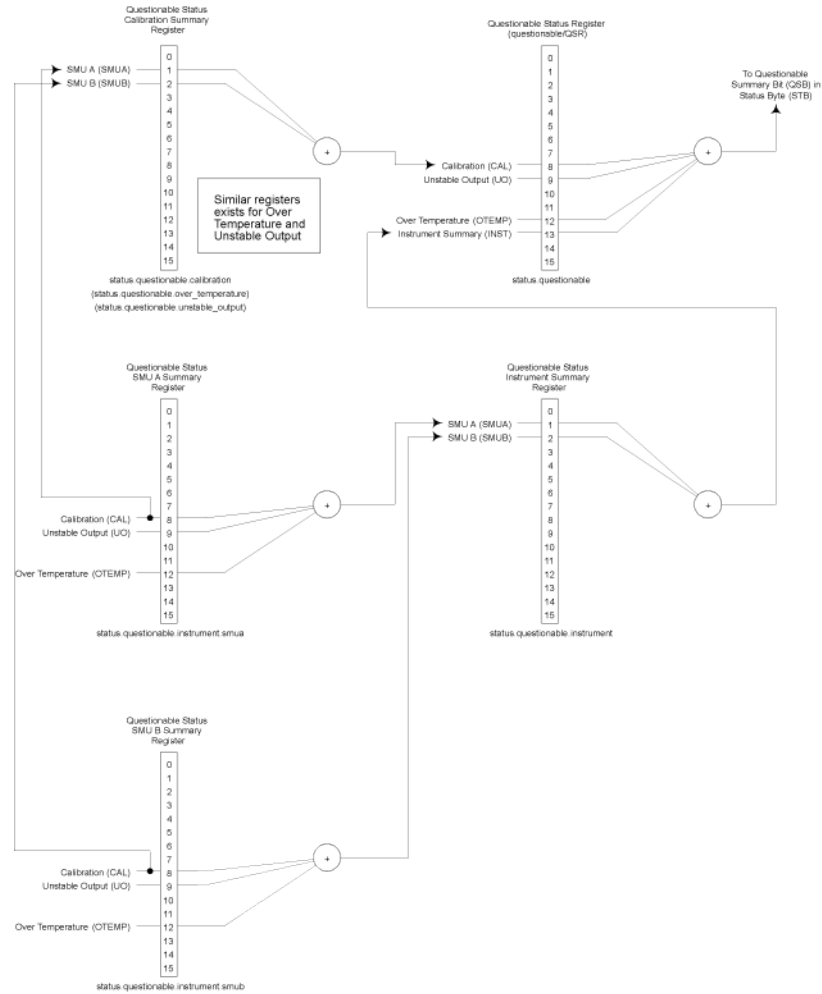 Questionable Status
Calibration Summary
Register
0
1
2
3
4
5
6
7
8
9
10
11
12
13
14
15
SMU A (SMUA)
SMU B (SMUB)
+
Similar registers
exists for Over
Temperature and
Unstable Output
status.questionable.calibration
(status.questionable.over_temperature)
(status.questionable.unstable_output)
Questionable Status Register
(questionable/QSR)
0
1
2
3
4
5
6
7
8
9
10
11
12
13
14
15
Calibration (CAL)
Unstable Output (UO)
Over Temperature (OTEMP)
Instrument Summary (INST)
+
To Questionable
Summary Bit (QSB) in
Status Byte (STB)
status.questionable
Questionable Status
SMU A Summary
Register
0
1
2
3
4
5
6
7
8
9
10
11
12
13
14
15
Calibration (CAL)
Unstable Output (UO)
Over Temperature (OTEMP)
+
status.questionable.instrument.smua
Questionable Status
Instrument Summary
Register
0
1
2
3
4
5
6
7
8
9
10
11
12
13
14
15
SMU A (SMUA)
SMU B (SMUB)
+
status.questionable.instrument
Questionable Status
SMU B Summary
Register
0
1
2
3
4
5
6
7
8
9
10
11
12
13
14
15
Calibration (CAL)
Unstable Output (UO)
Over Temperature (OTEMP)
+
status.questionable.instrument.smub